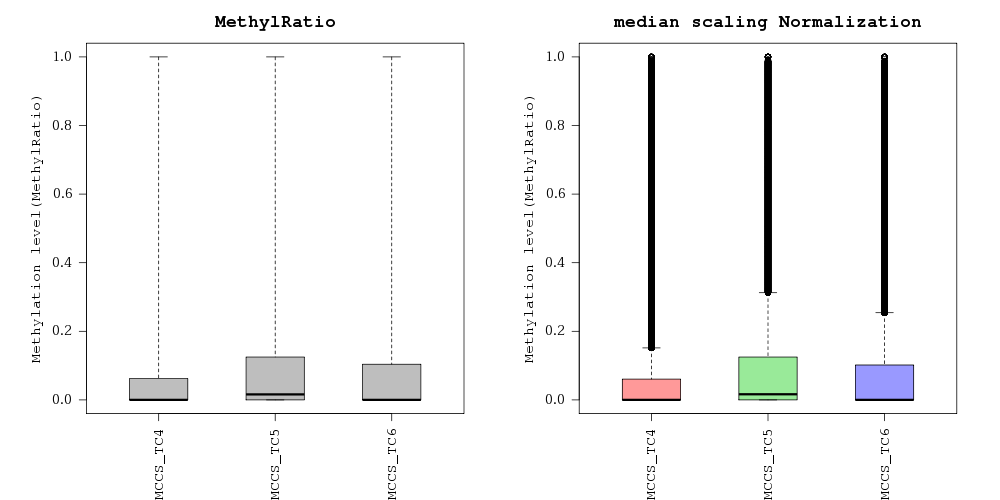 MethylRatio
Methylation level(MethylRatio)
1.0
0.8
0.6
0.4
0.2
0.0
MCCS_TC4
MCCS_TC5
MCCS_TC6
median scaling Normalization
Methylation level(MethylRatio)
1.0
0.8
0.6
0.4
0.2
0.0
MCCS_TC4
MCCS_TC5
MCCS_TC6